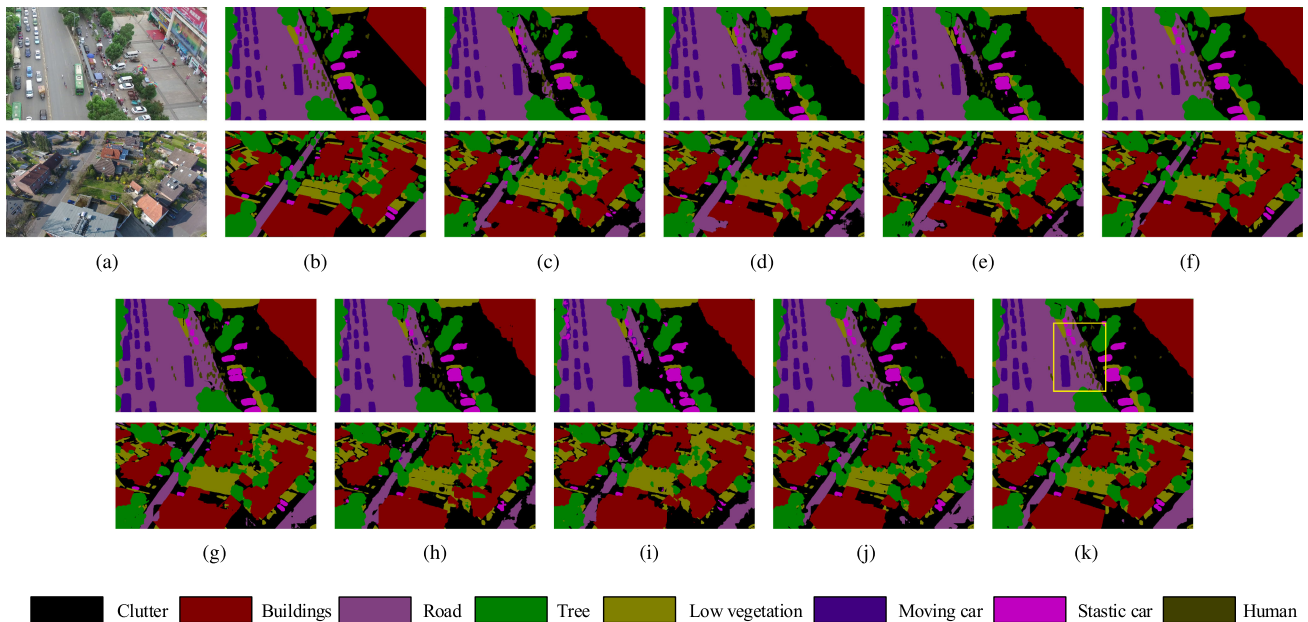 (a) (b) (c) (d) (e) (f)
(g) (h) (i) (j) (k)
Clutter Buildings Road Tree Low vegetation Moving car Stastic car Human